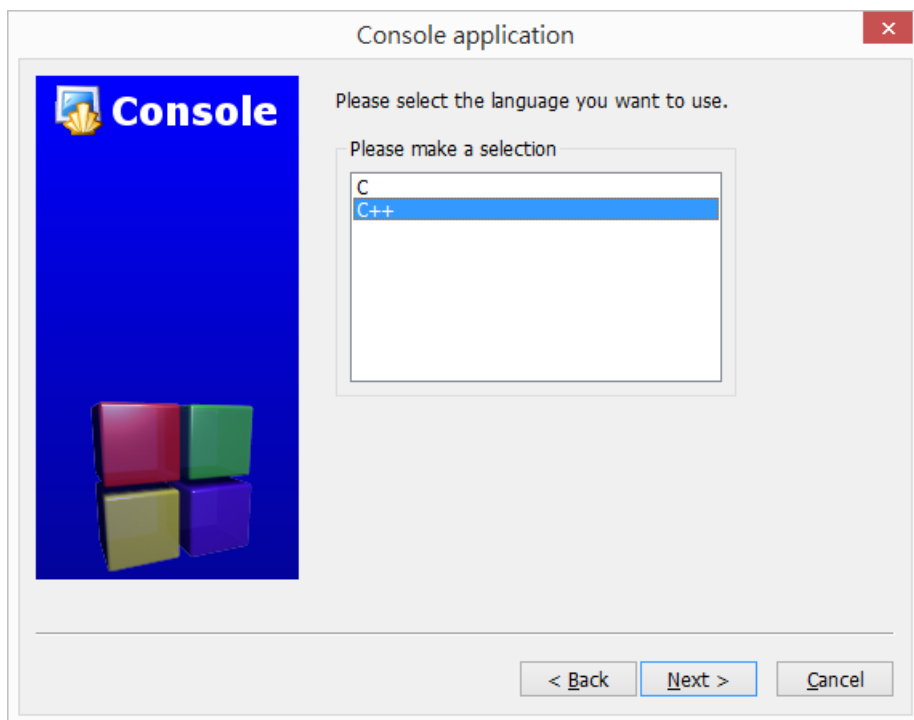 Console application
Console
Please select the language you want to use.
Please make a selection
C
C++
< Back
Next >
Cancel